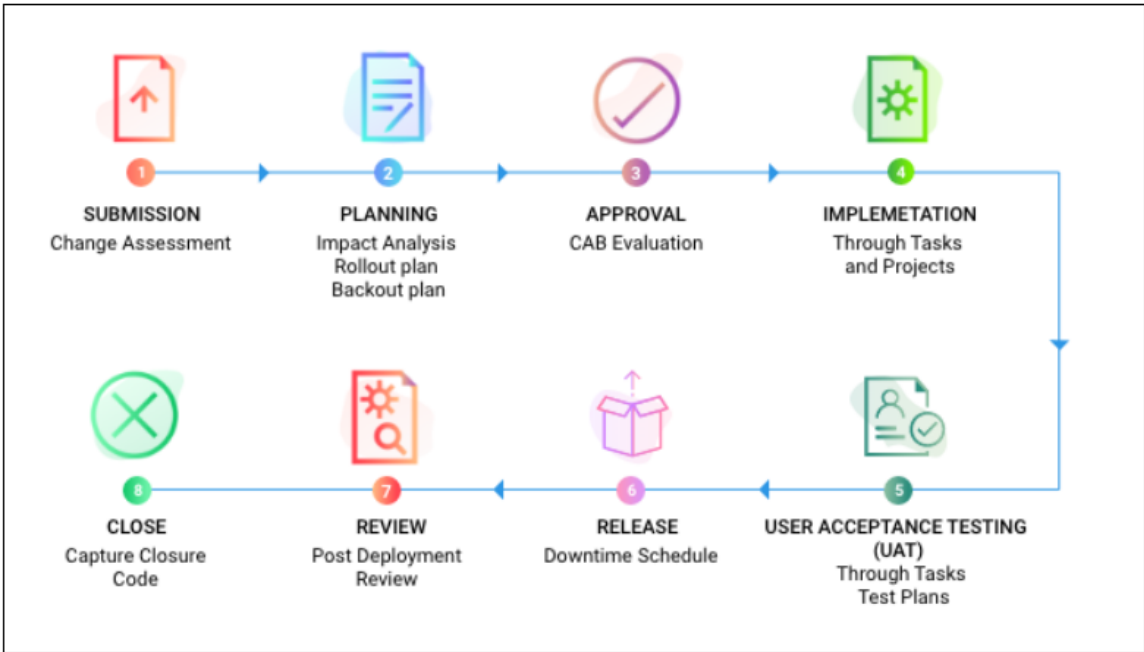 1
SUBMISSION
Change Assessment
2
PLANNING
Impact Analysis
Rollout plan
Backout plan
3
APPROVAL
CAB Evaluation
4
IMPLEMETATION
Through Tasks
and Projects
5
USER ACCEPTANCE TESTING
(UAT)
Through Tasks
Test Plans
6
RELEASE
Downtime Schedule
7
REVIEW
Post Deployment
Review
8
CLOSE
Capture Closure
Code